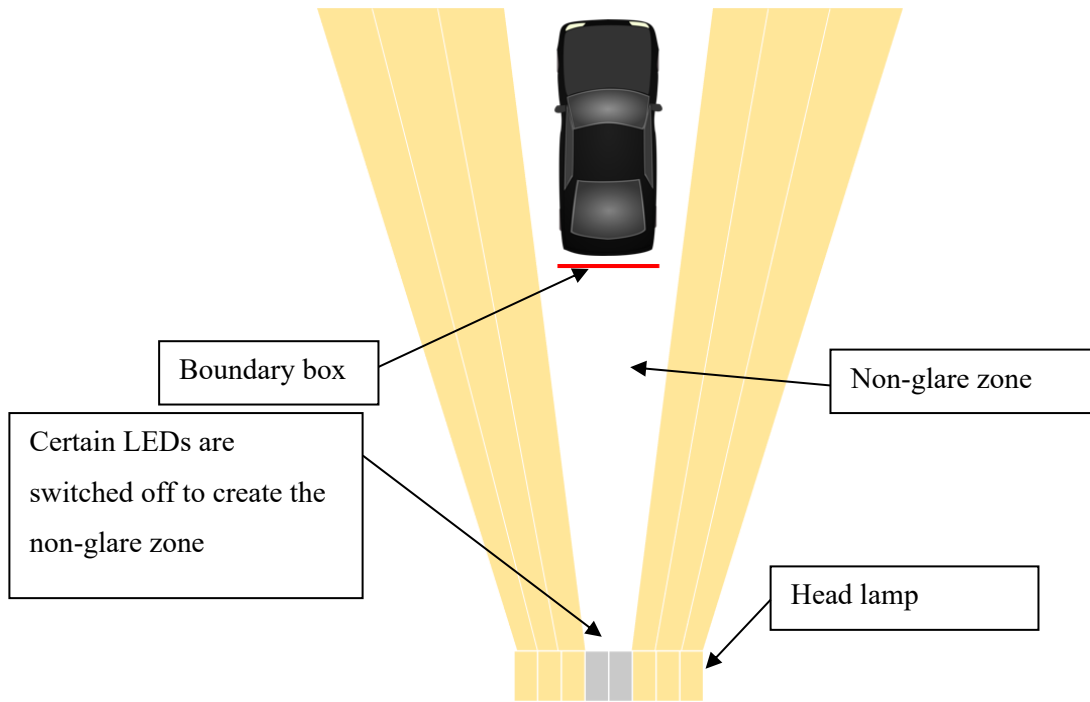 Boundary box
Non-glare zone
Certain LEDs are
switched off to create the
non-glare zone
Head lamp